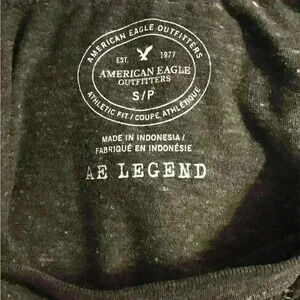 AMERICAN EAGLE OUTFITTERS
EST. 1977
AMERICAN EAGLE
OUTFITTERS
S/P
ATHLETIC FIT/COUPE ATHLÉTIQUE
MADE IN INDONESIA/
FABRIQUÉ EN INDONÉSIE
AE LEGEND